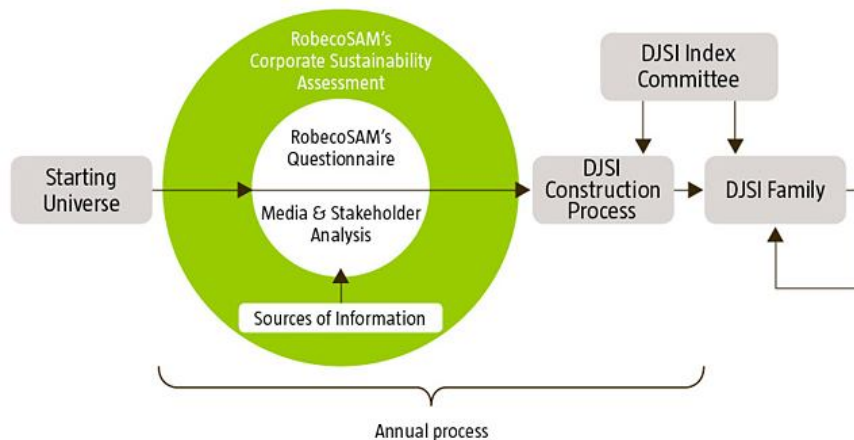 RobecoSAM's
Corporate Sustainability
Assessment
RobecoSAM's
Questionnaire
Media & Stakeholder
Analysis
Sources of Information
Starting
Universe
DJSI Index
Committee
DJSI
Construction
Process
DJSI Family
Annual process